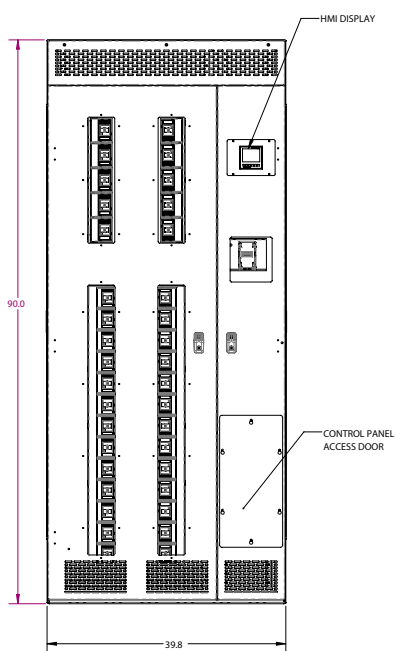 HMI DISPLAY
90.0
CONTROL PANEL
ACCESS DOOR
39.8